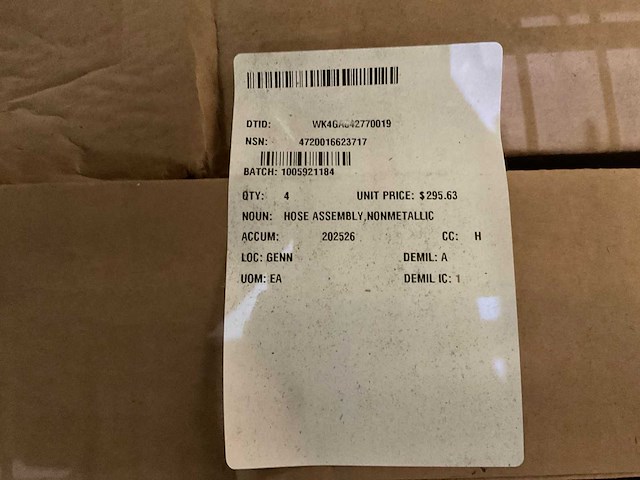 DTID:
NSN: 4720016623717
BATCH: 1005921184
QTY: 4 UNIT PRICE: $295.63
NOUN: HOSE ASSEMBLY,NONMETALLIC
ACCUM: 202526 CC: H
LOC: GENN DEMIL: A
UOM: EA DEMIL IC: 1